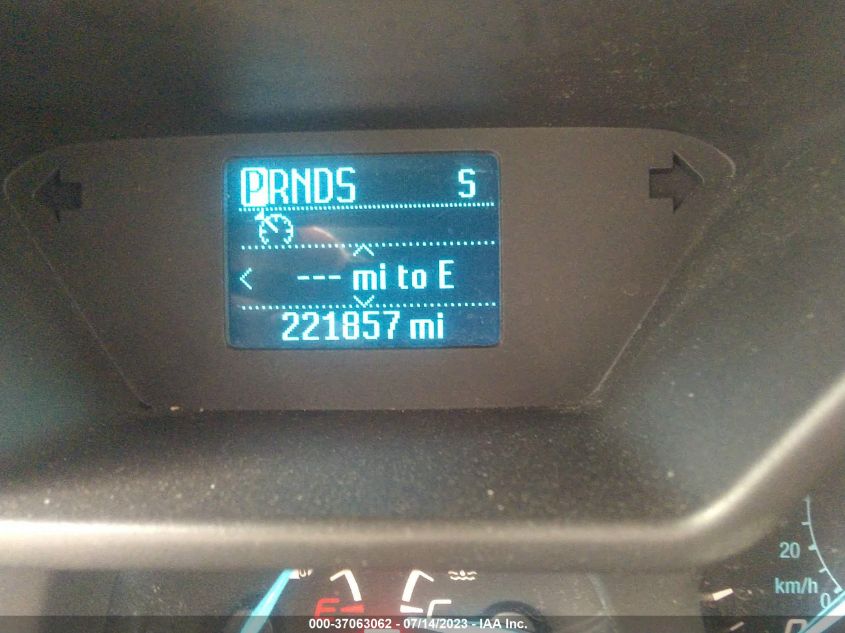 PRNDS S
--- mi to E
221857 mi
20
km/h
0
E
C
000-37063062 - 07/14/2023 - IAA Inc.